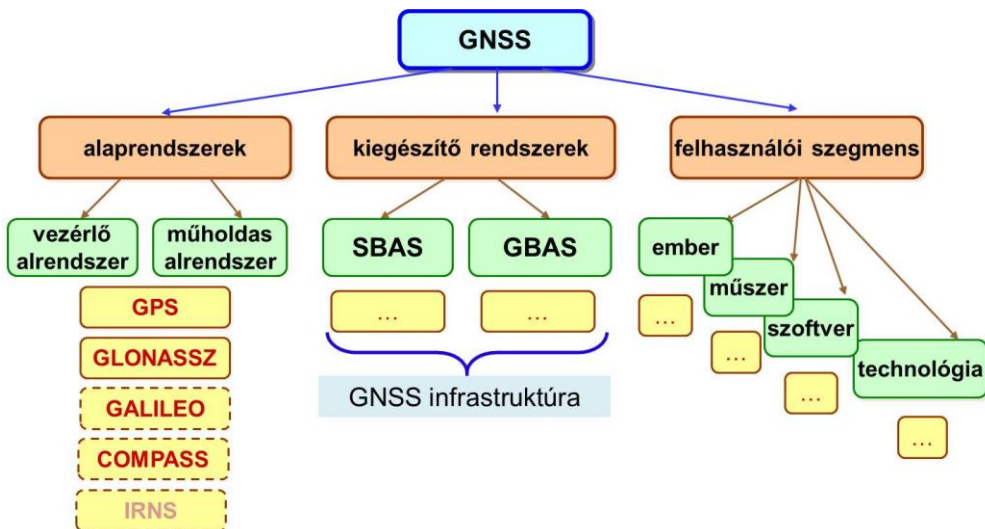 GNSS
alaprendszerek
kiegészítő rendszerek
felhasználói szegmens
vezérlő
alrendszer
műholdas
alrendszer
SBAS
GBAS
ember
műszer
szoftver
technológia
GPS
GLONASSZ
GALILEO
COMPASS
IRNS
…
…
GNSS infrastruktúra
…
…
…
…